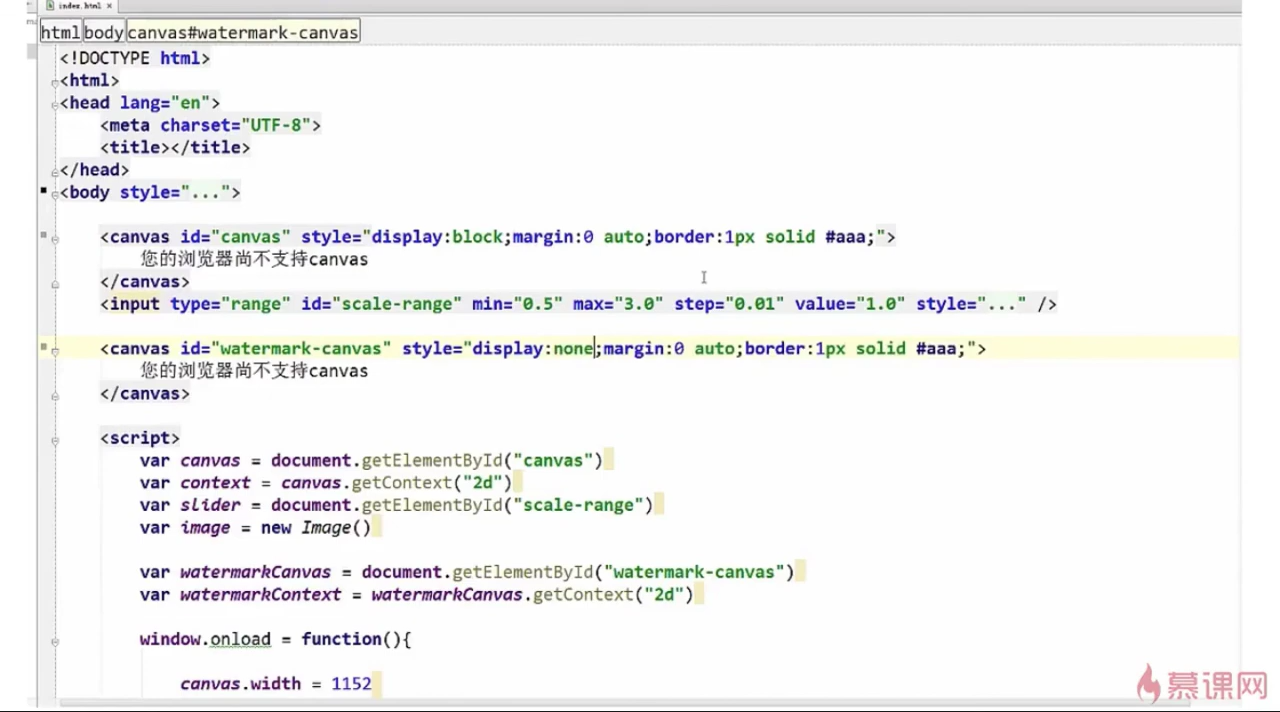 index.html
html body canvas#watermark-canvas
<!DOCTYPE html>
<html>
<head lang="en">
<meta charset="UTF-8">
<title></title>
</head>
<body style="...">
<canvas id="canvas" style="display:block;margin:0 auto;border:1px solid #aaa;">
您的浏览器尚不支持canvas
</canvas>
<input type="range" id="scale-range" min="0.5" max="3.0" step="0.01" value="1.0" style="..." />
<canvas id="watermark-canvas" style="display:none;margin:0 auto;border:1px solid #aaa;">
您的浏览器尚不支持canvas
</canvas>
<script>
var canvas = document.getElementById("canvas")
var context = canvas.getContext("2d")
var slider = document.getElementById("scale-range")
var image = new Image()
var watermarkCanvas = document.getElementById("watermark-canvas")
var watermarkContext = watermarkCanvas.getContext("2d")
window.onload = function(){
canvas.width = 1152
慕课网